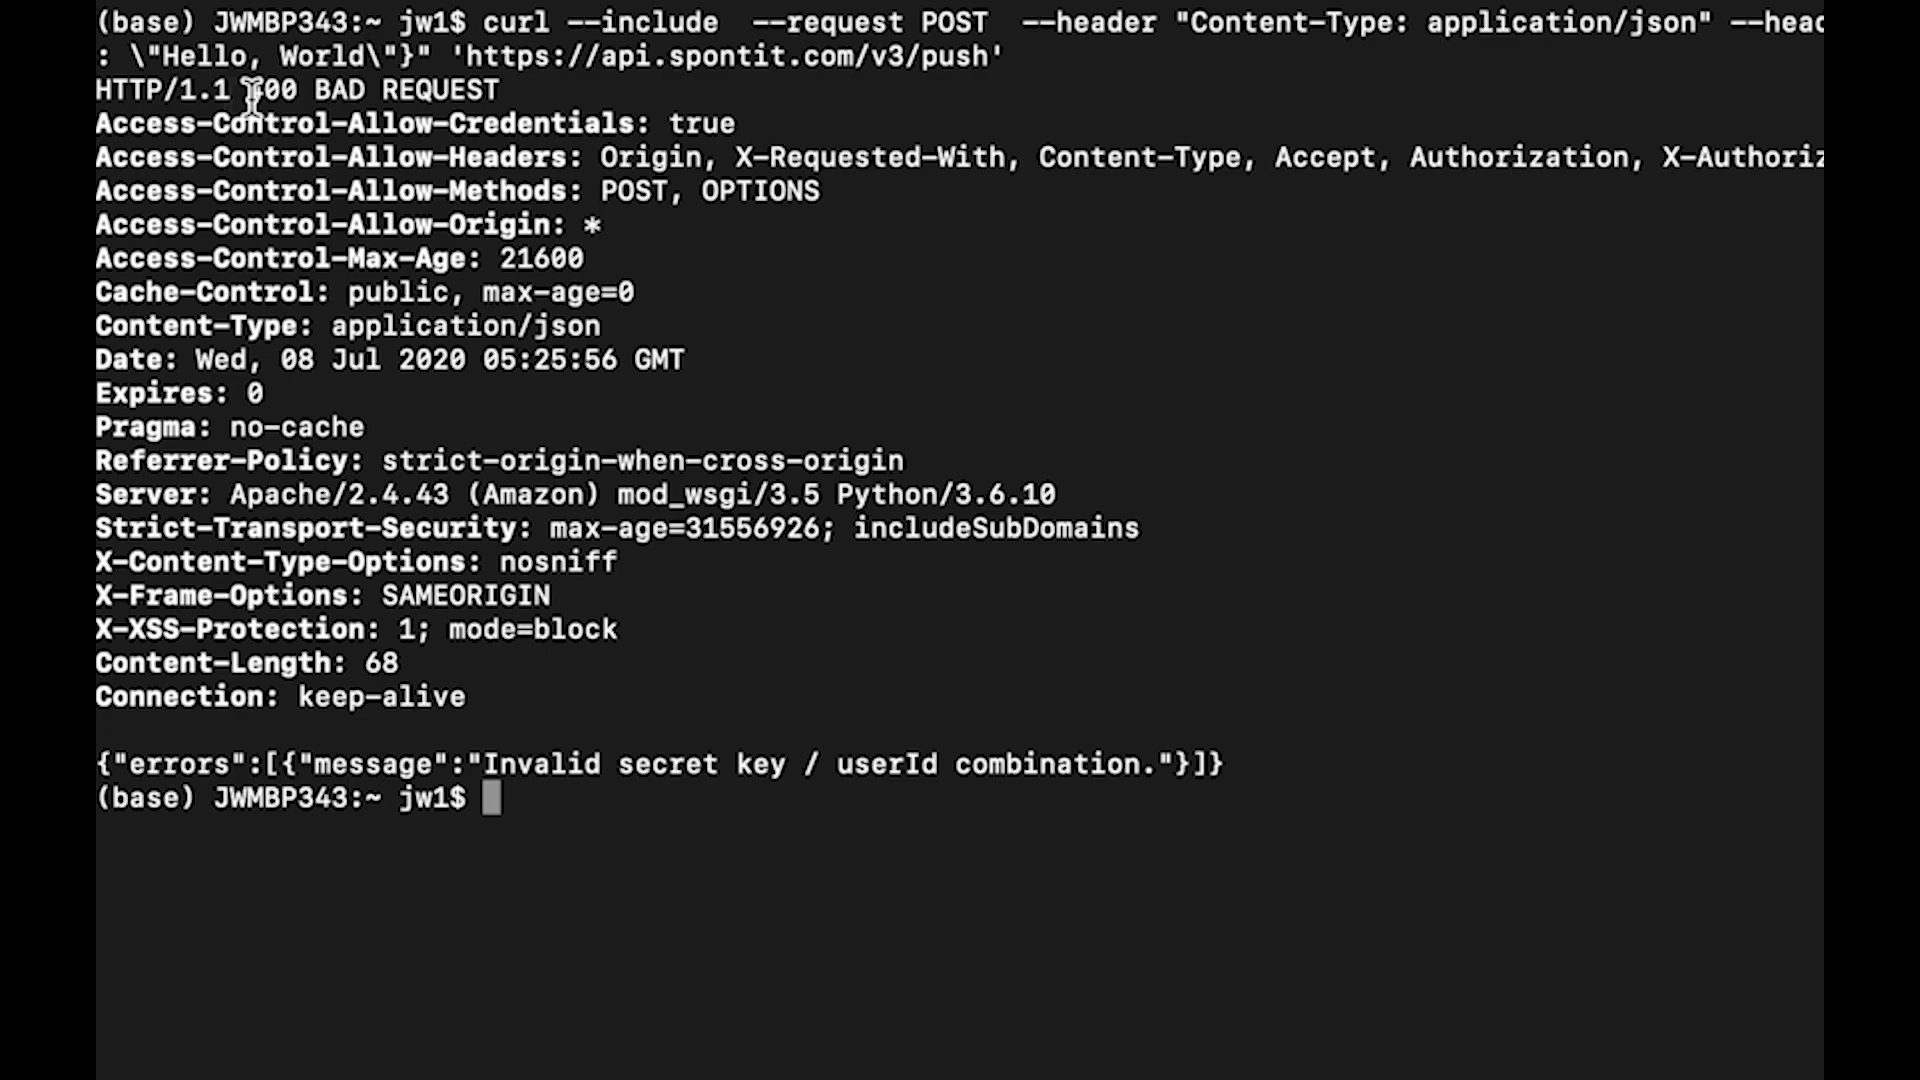 (base) JWMBP343:~ jw1$ curl --include  --request POST  --header "Content-Type: application/json" --head
: \"Hello, World\"}" 'https://api.spontit.com/v3/push'
HTTP/1.1 400 BAD REQUEST
Access-Control-Allow-Credentials: true
Access-Control-Allow-Headers: Origin, X-Requested-With, Content-Type, Accept, Authorization, X-Authoriz
Access-Control-Allow-Methods: POST, OPTIONS
Access-Control-Allow-Origin: *
Access-Control-Max-Age: 21600
Cache-Control: public, max-age=0
Content-Type: application/json
Date: Wed, 08 Jul 2020 05:25:56 GMT
Expires: 0
Pragma: no-cache
Referrer-Policy: strict-origin-when-cross-origin
Server: Apache/2.4.43 (Amazon) mod_wsgi/3.5 Python/3.6.10
Strict-Transport-Security: max-age=31556926; includeSubDomains
X-Content-Type-Options: nosniff
X-Frame-Options: SAMEORIGIN
X-XSS-Protection: 1; mode=block
Content-Length: 68
Connection: keep-alive
{"errors":[{"message":"Invalid secret key / userId combination."}]}
(base) JWMBP343:~ jw1$